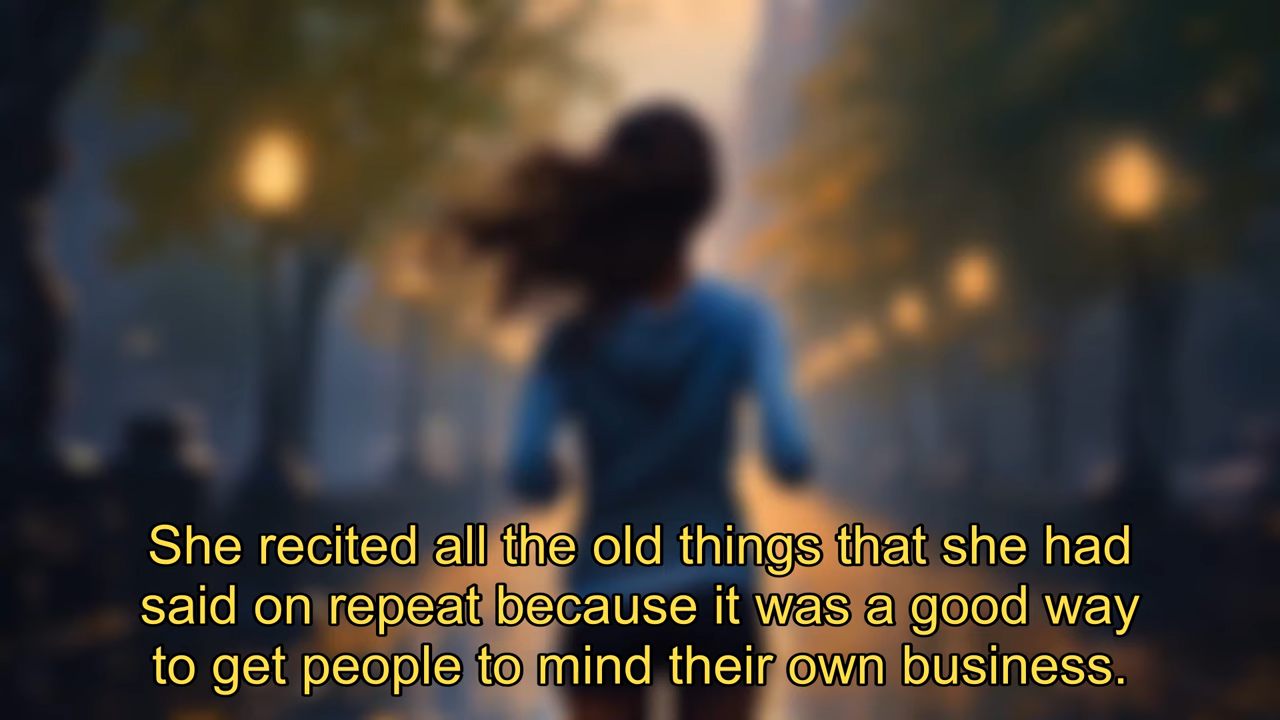 She recited all the old things that she had
said on repeat because it was a good way
to get people to mind their own business.